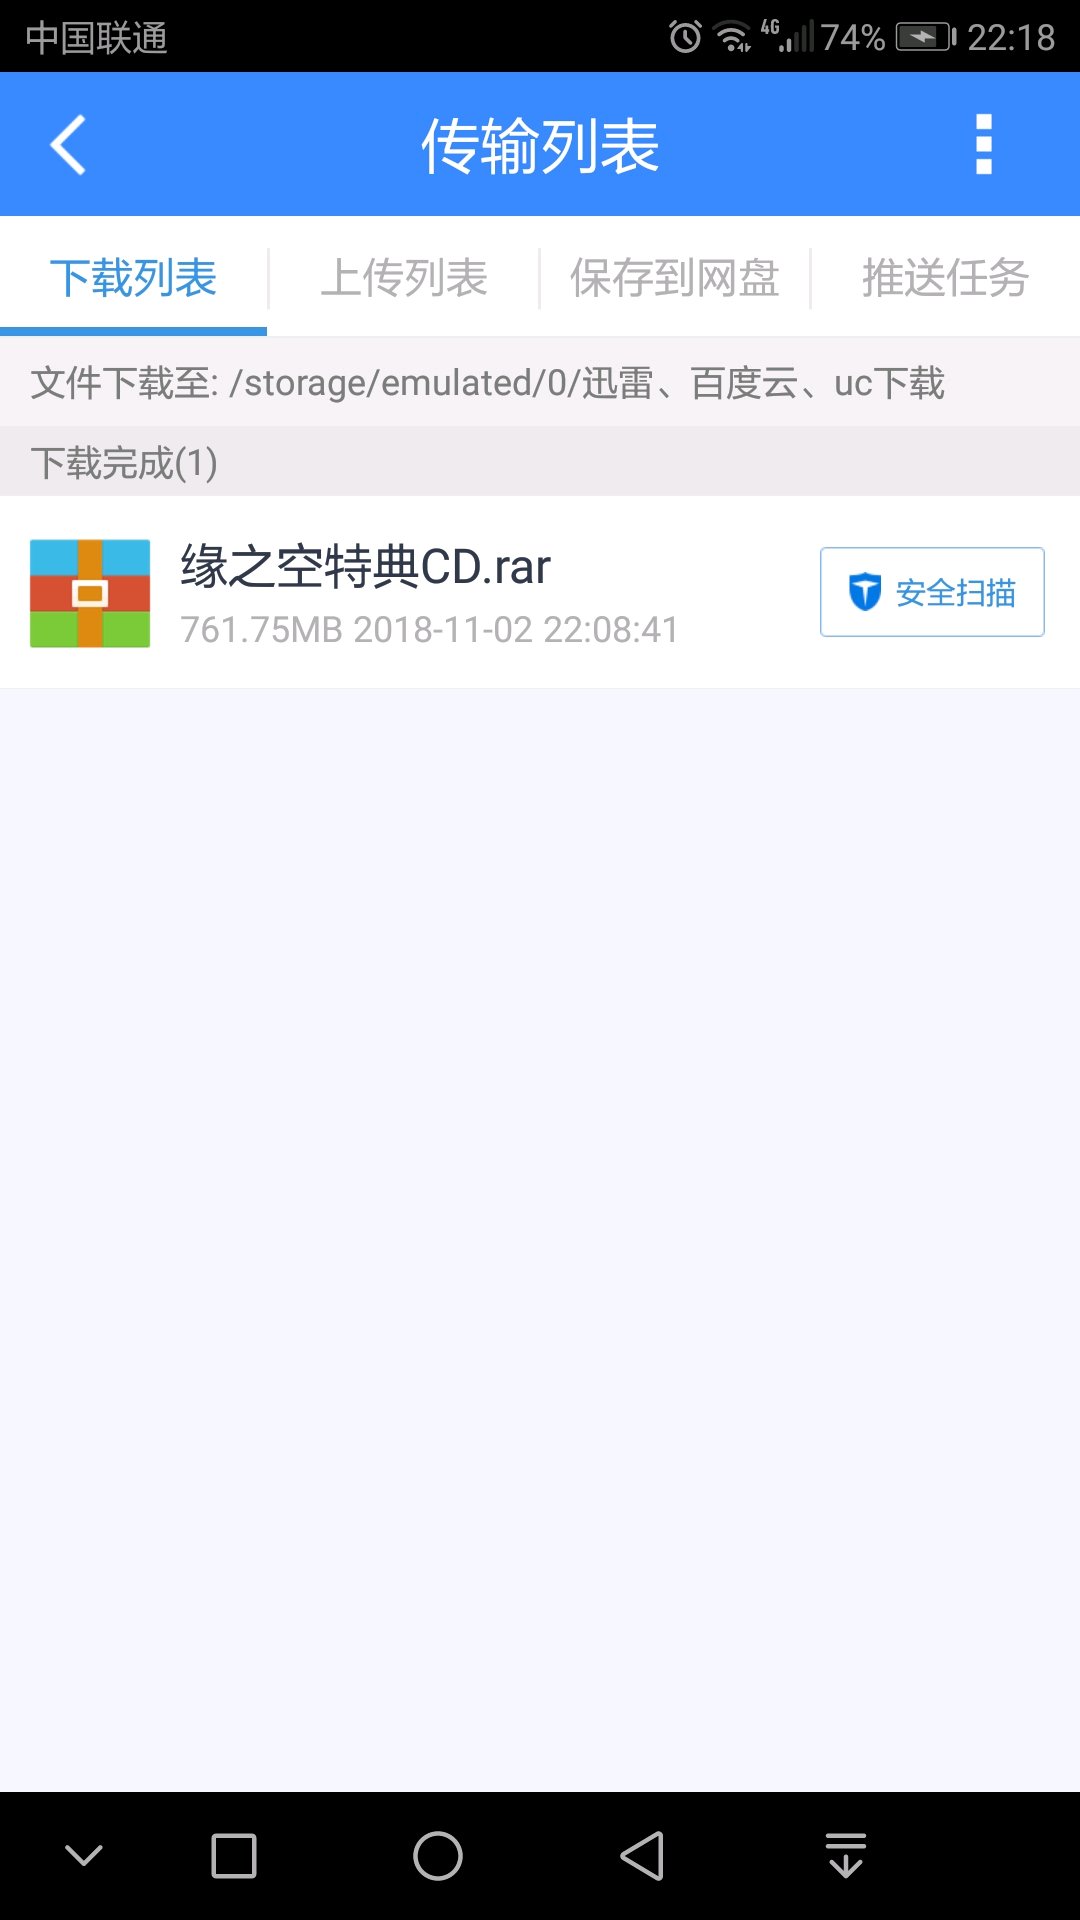 中国联通 4G 74% 22:18
传输列表
下载列表 上传列表 保存到网盘 推送任务
文件下载至: /storage/emulated/0/迅雷、百度云、uc下载
下载完成(1)
缘之空特典CD.rar
761.75MB 2018-11-02 22:08:41
安全扫描